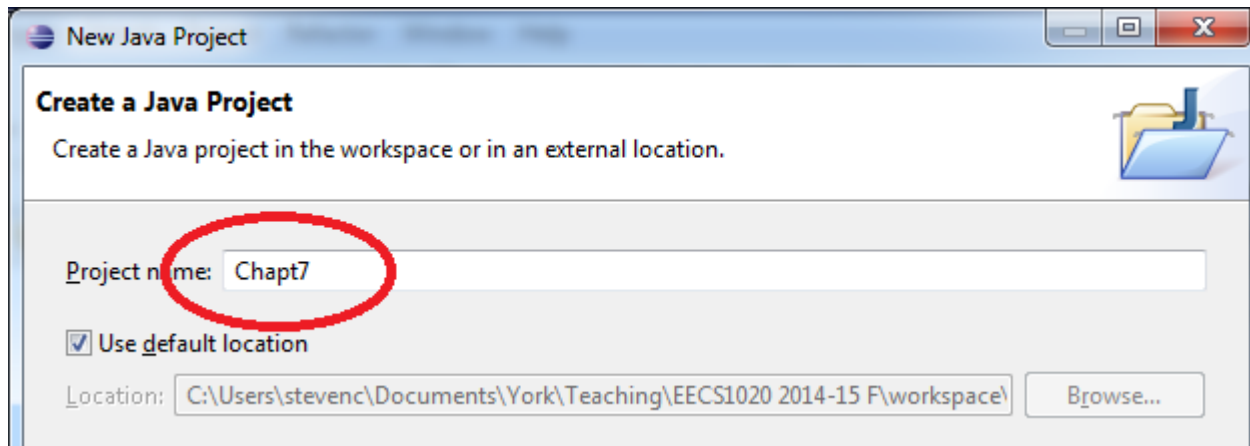 New Java Project
Create a Java Project
Create a Java project in the workspace or in an external location.
Project name: Chapt7
Use default location
Location: C:\Users\stevenc\Documents\York\Teaching\EECS1020 2014-15 F\workspace\ Browse...